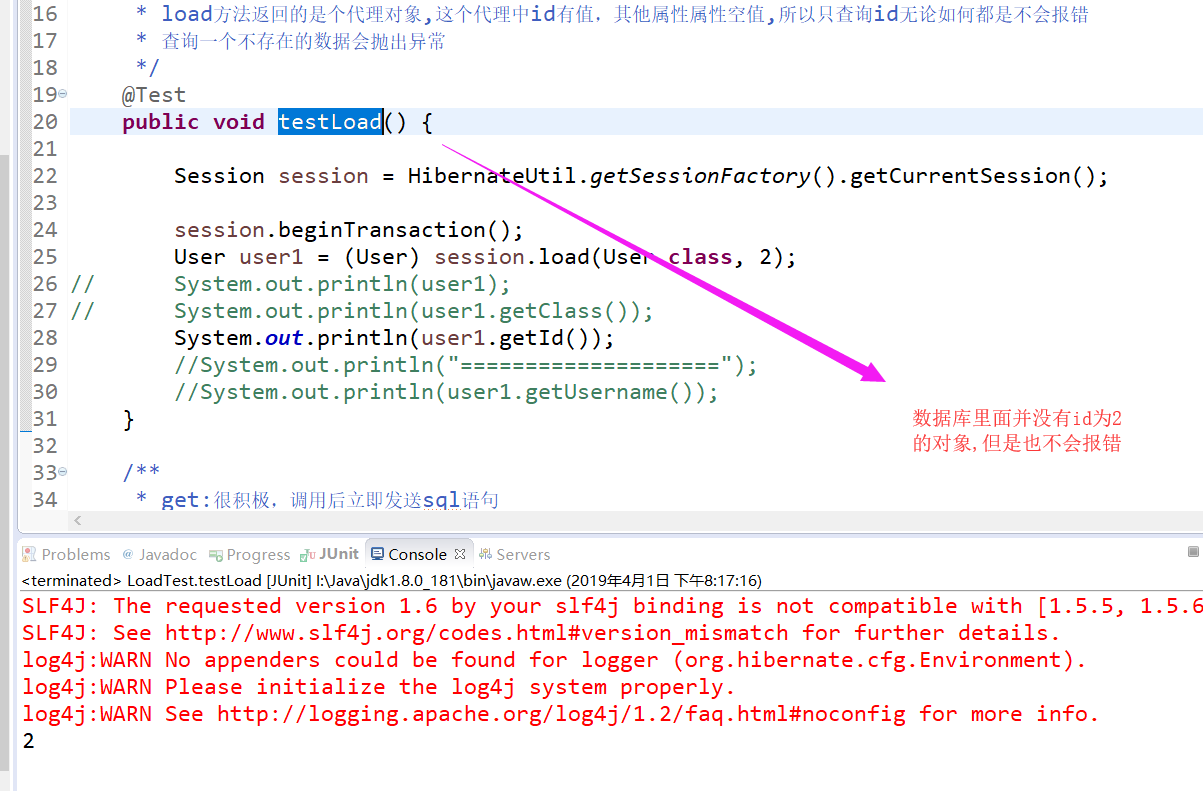 16      * load方法返回的是个代理对象,这个代理中id有值，其他属性属性空值,所以只查询id无论如何都是不会报错
17      * 查询一个不存在的数据会抛出异常
18      */
19     @Test
20     public void testLoad() {
21
22         Session session = HibernateUtil.getSessionFactory().getCurrentSession();
23
24         session.beginTransaction();
25         User user1 = (User) session.load(User class, 2);
26 //      System.out.println(user1);
27 //      System.out.println(user1.getClass());
28         System.out.println(user1.getId());
29         //System.out.println("====================");
30         //System.out.println(user1.getUsername());
31     }
数据库里面并没有id为2
的对象,但是也不会报错
32
33     /**
34      * get:很积极，调用后立即发送sql语句
Problems @ Javadoc Progress JUnit Console Servers
<terminated> LoadTest.testLoad [JUnit] I:\Java\jdk1.8.0_181\bin\javaw.exe (2019年4月1日 下午8:17:16)
SLF4J: The requested version 1.6 by your slf4j binding is not compatible with [1.5.5, 1.5.6
SLF4J: See http://www.slf4j.org/codes.html#version_mismatch for further details.
log4j:WARN No appenders could be found for logger (org.hibernate.cfg.Environment).
log4j:WARN Please initialize the log4j system properly.
log4j:WARN See http://logging.apache.org/log4j/1.2/faq.html#noconfig for more info.
2